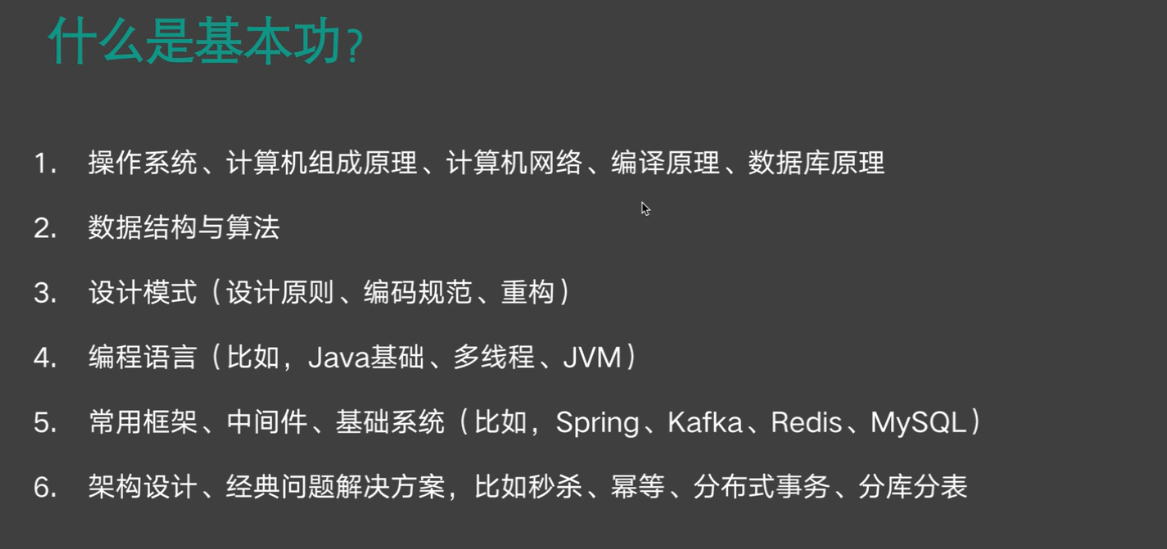 什么是基本功?
1. 操作系统、计算机组成原理、计算机网络、编译原理、数据库原理
2. 数据结构与算法
3. 设计模式（设计原则、编码规范、重构）
4. 编程语言（比如，Java基础、多线程、JVM）
5. 常用框架、中间件、基础系统（比如，Spring、Kafka、Redis、MySQL）
6. 架构设计、经典问题解决方案，比如秒杀、幂等、分布式事务、分库分表